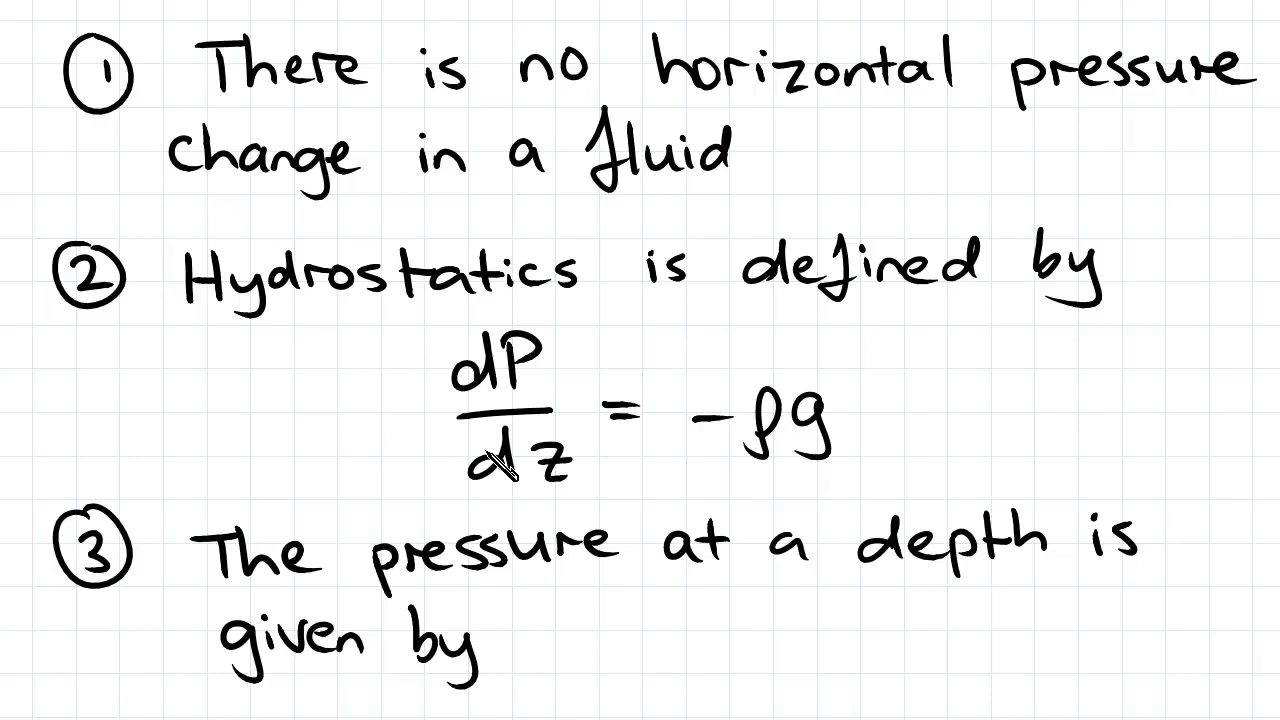 ① There is no horizontal pressure
change in a fluid
② Hydrostatics is defined by
dP/dz = -ρg
③ The pressure at a depth is
given by